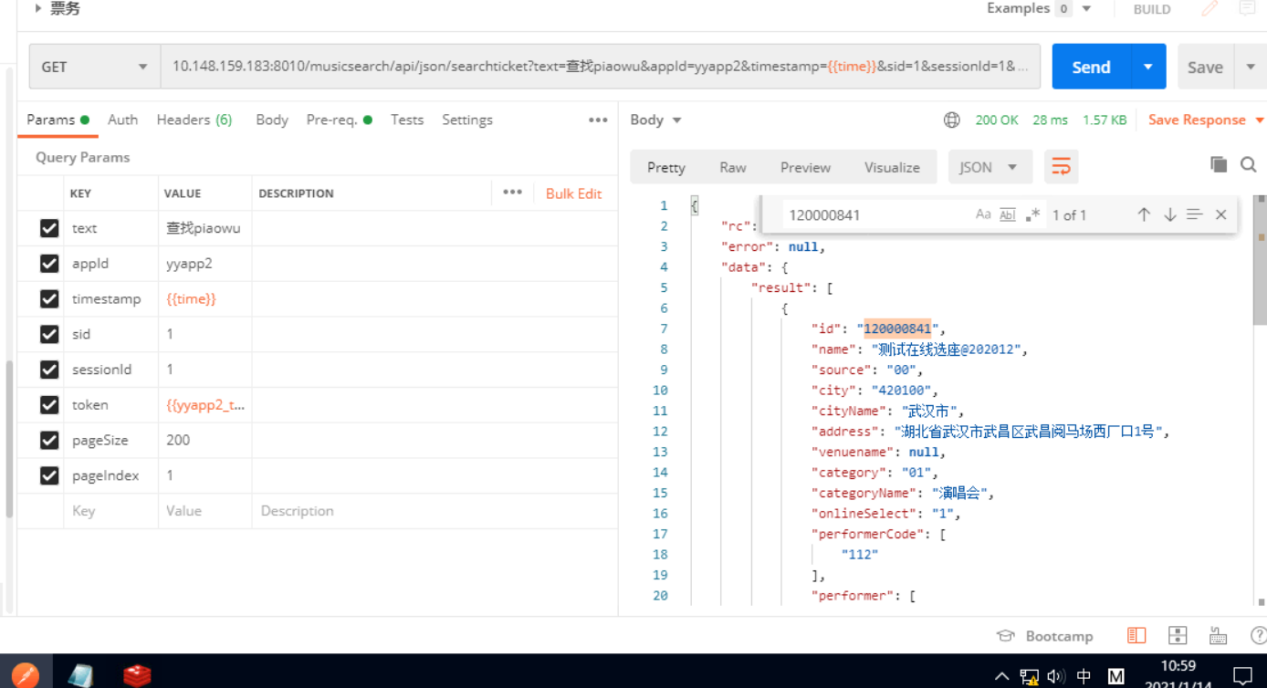 票务
Examples 0
BUILD
GET
10.148.159.183:8010/musicsearch/api/json/searchticket?text=查找piaowu&appId=yyapp2&timestamp={{time}}&sid=1&sessionId=1&...
Send
Save
Params
Auth
Headers (6)
Body
Pre-req.
Tests
Settings
Query Params
KEY VALUE DESCRIPTION
Bulk Edit
text 查找piaowu
appId yyapp2
timestamp {{time}}
sid 1
sessionId 1
token {{yyapp2_t...
pageSize 200
pageIndex 1
Key Value Description
Body
200 OK 28 ms 1.57 KB Save Response
Pretty Raw Preview Visualize JSON
120000841 Aa Abl .* 1 of 1
1 {
2 "rc":
3 "error": null,
4 "data": {
5 "result": [
6 {
7 "id": "120000841",
8 "name": "测试在线选座@202012",
9 "source": "00",
10 "city": "420100",
11 "cityName": "武汉市",
12 "address": "湖北省武汉市武昌区武昌阅马场西厂口1号",
13 "venuename": null,
14 "category": "01",
15 "categoryName": "演唱会",
16 "onlineSelect": "1",
17 "performerCode": [
18 "112"
19 ],
20 "performer": [
Bootcamp
中 M
10:59
2021/1/14